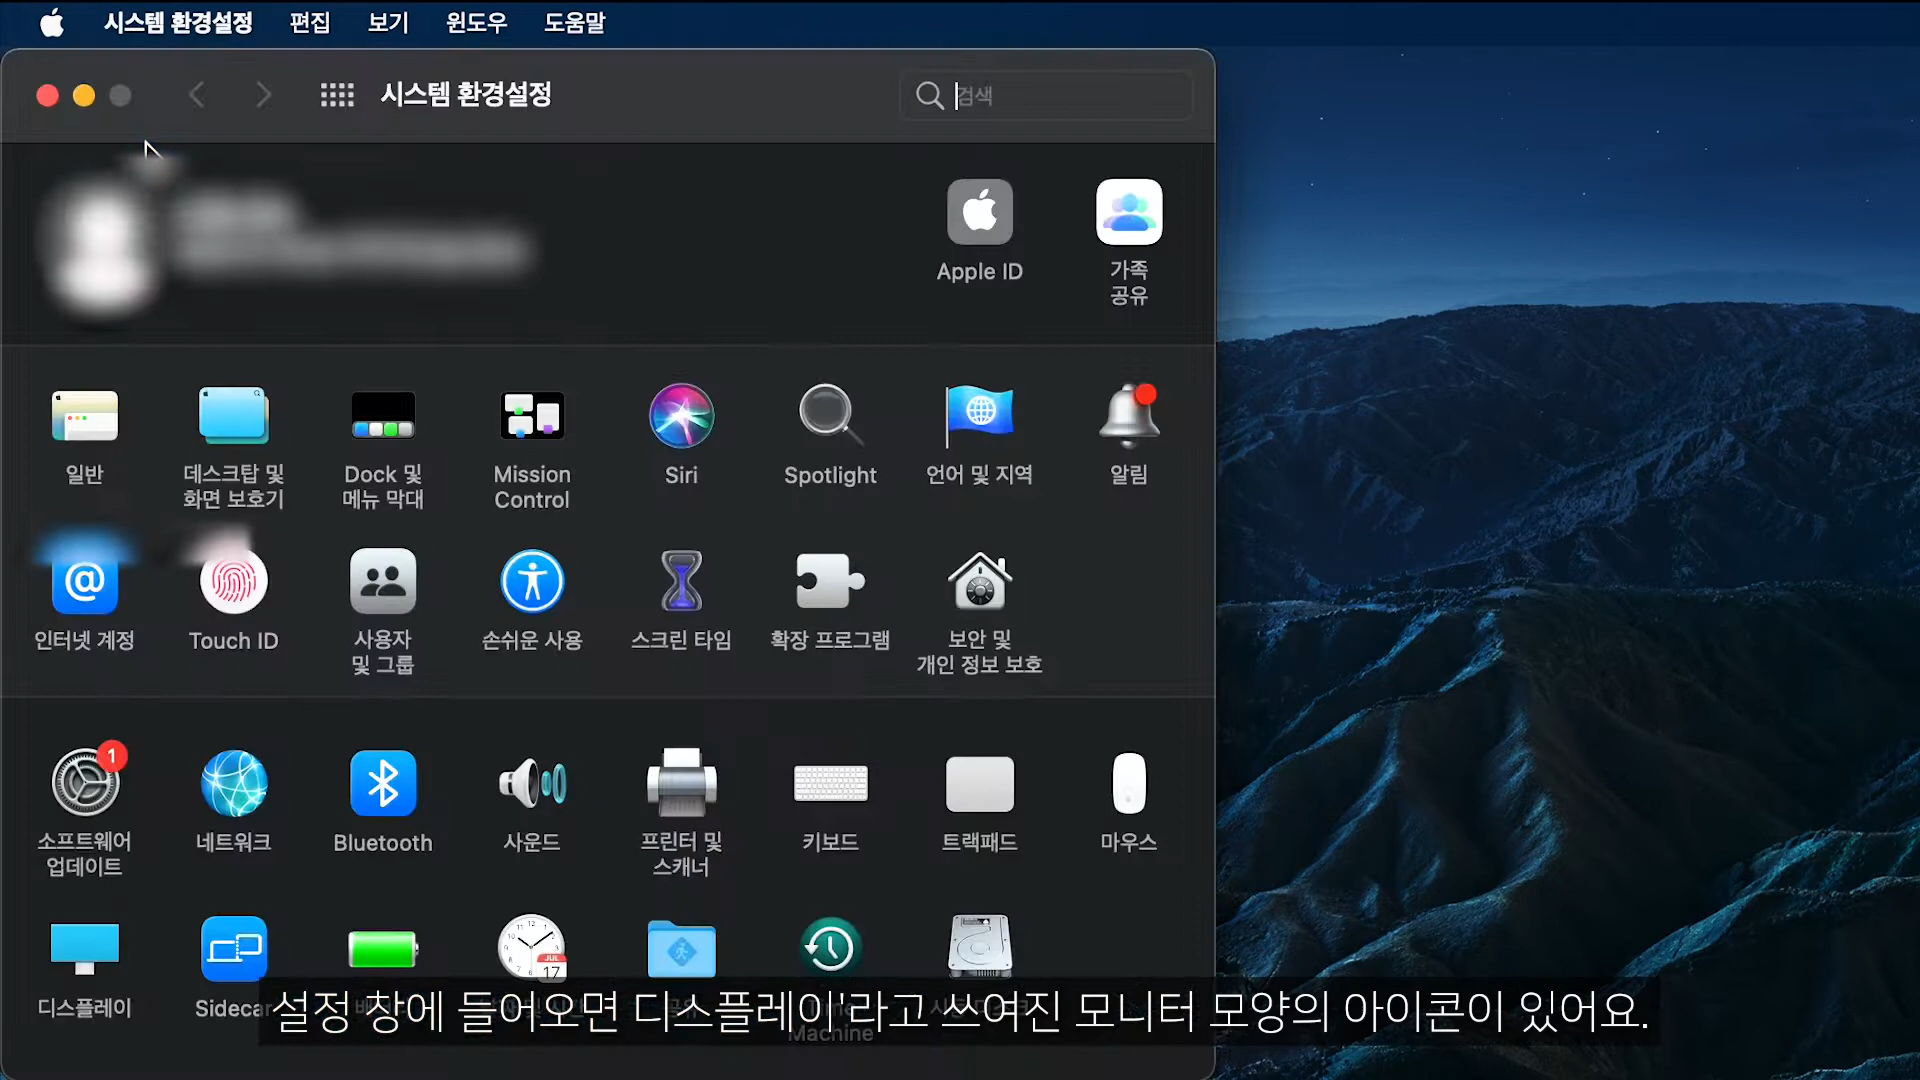 시스템 환경설정 편집 보기 윈도우 도움말
시스템 환경설정
검색
Apple ID
가족
공유
일반
데스크탑 및
화면 보호기
Dock 및
메뉴 막대
Mission
Control
Siri
Spotlight
언어 및 지역
알림
인터넷 계정
Touch ID
사용자
및 그룹
손쉬운 사용
스크린 타임
확장 프로그램
보안 및
개인 정보 보호
1
소프트웨어
업데이트
네트워크
Bluetooth
사운드
프린터 및
스캐너
키보드
트랙패드
마우스
JUL
17
디스플레이
Sidecar
Machine
설정 창에 들어오면 디스플레이'라고 쓰여진 모니터 모양의 아이콘이 있어요.